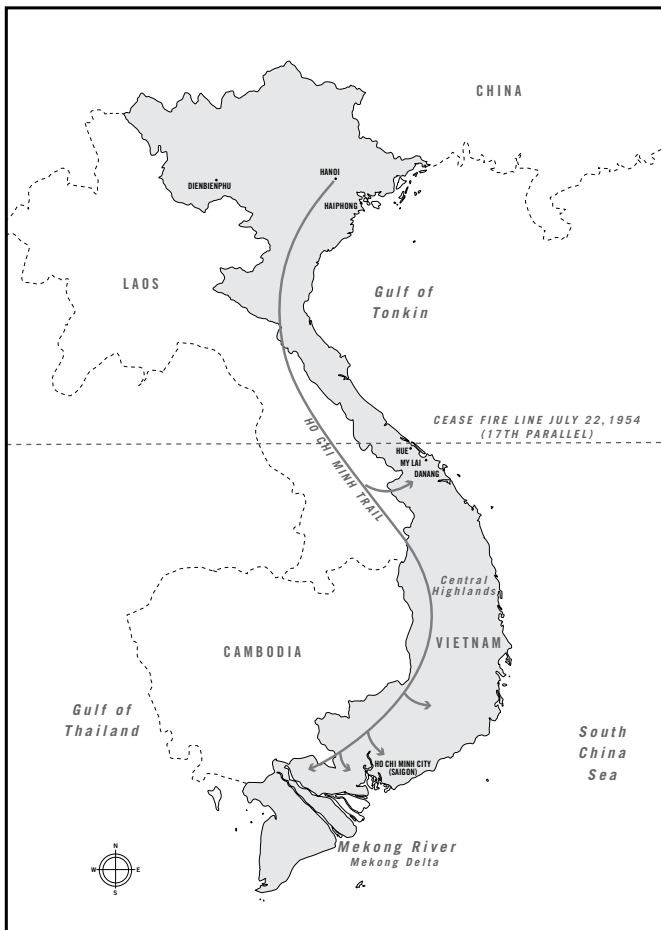 CHINA
HANOI
DIENBIENPHU
HAIPHONG
LAOS
Gulf of
Tonkin
CEASE FIRE LINE JULY 22, 1954
(17TH PARALLEL)
HO CHI MINH TRAIL
HUE
MY LAI
DANANG
Central
Highlands
VIETNAM
CAMBODIA
Gulf of
Thailand
South
China
Sea
HO CHI MINH CITY
(SAIGON)
Mekong River
Mekong Delta
N
W
E
S